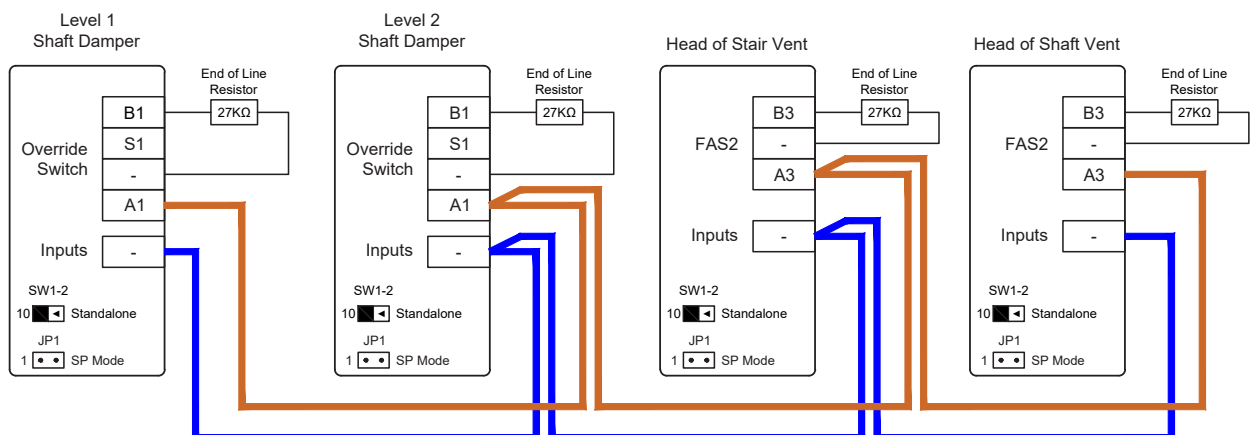 Level 1
Shaft Damper
End of Line
Resistor
27KΩ
B1
S1
-
A1
Override
Switch
Inputs
-
SW1-2
10 Standalone
JP1
1 SP Mode
Level 2
Shaft Damper
End of Line
Resistor
27KΩ
B1
S1
-
A1
Override
Switch
Inputs
-
SW1-2
10 Standalone
JP1
1 SP Mode
Head of Stair Vent
End of Line
Resistor
27KΩ
B3
FAS2
-
A3
Inputs
-
SW1-2
10 Standalone
JP1
1 SP Mode
Head of Shaft Vent
End of Line
Resistor
27KΩ
B3
FAS2
-
A3
Inputs
-
SW1-2
10 Standalone
JP1
1 SP Mode